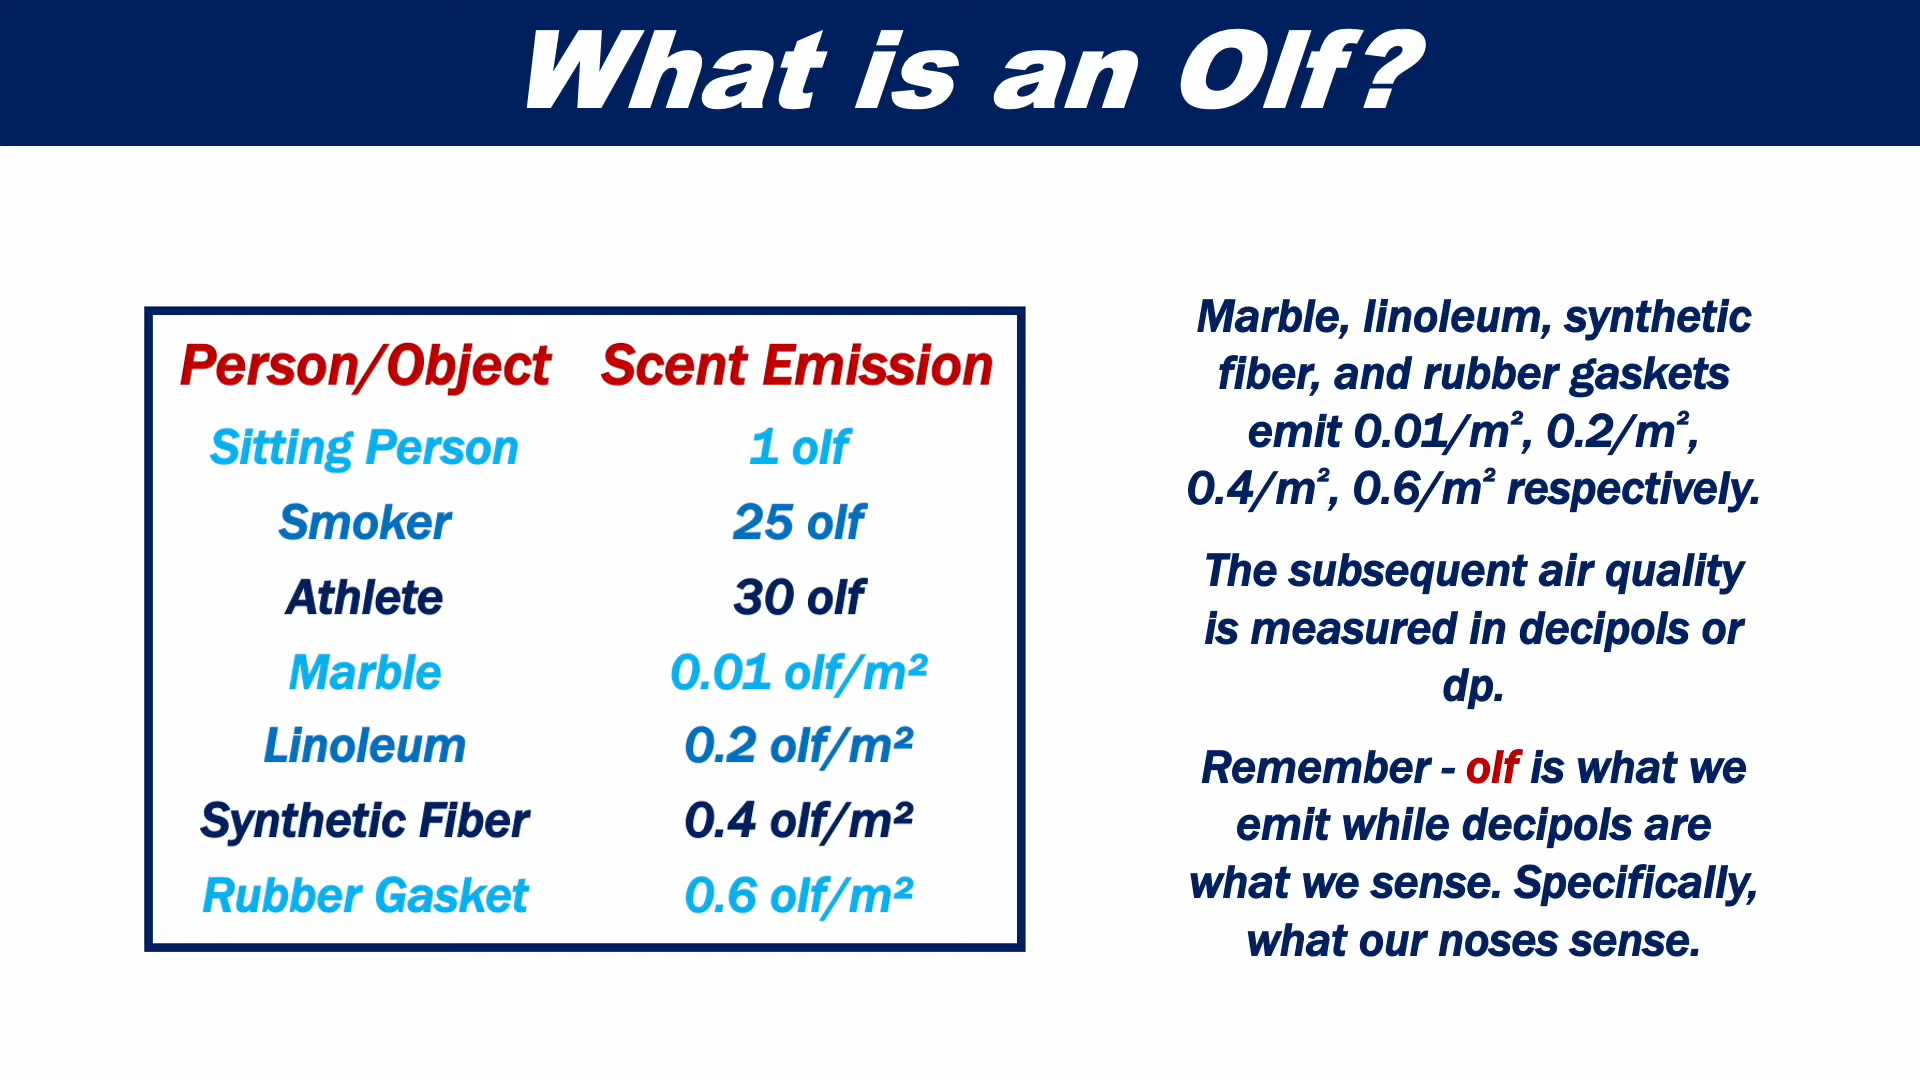 What is an Olf?
Person/Object Scent Emission
Sitting Person 1 olf
Smoker 25 olf
Athlete 30 olf
Marble 0.01 olf/m²
Linoleum 0.2 olf/m²
Synthetic Fiber 0.4 olf/m²
Rubber Gasket 0.6 olf/m²
Marble, linoleum, synthetic
fiber, and rubber gaskets
emit 0.01/m², 0.2/m²,
0.4/m², 0.6/m² respectively.
The subsequent air quality
is measured in decipols or
dp.
Remember - olf is what we
emit while decipols are
what we sense. Specifically,
what our noses sense.